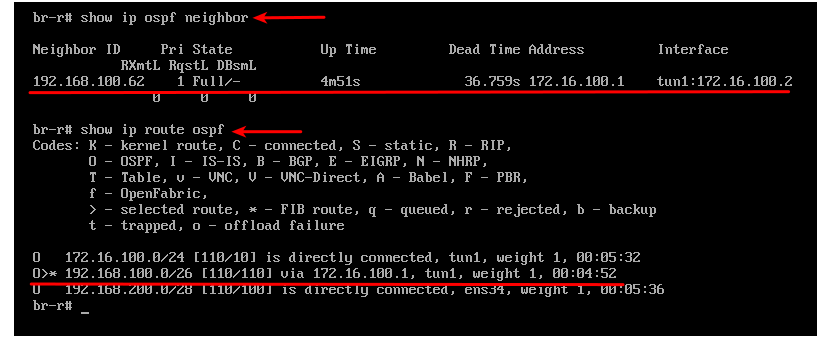 br-r# show ip ospf neighbor
Neighbor ID     Pri State           Up Time         Dead Time Address         Interface
RXmtL RqstL DBsmL
192.168.100.62    1 Full/-          4m51s             36.759s 172.16.100.1    tun1:172.16.100.2
0     0     0
br-r# show ip route ospf
Codes: K - kernel route, C - connected, S - static, R - RIP,
O - OSPF, I - IS-IS, B - BGP, E - EIGRP, N - NHRP,
T - Table, v - VNC, V - VNC-Direct, A - Babel, F - PBR,
f - OpenFabric,
> - selected route, * - FIB route, q - queued, r - rejected, b - backup
t - trapped, o - offload failure
O   172.16.100.0/24 [110/10] is directly connected, tun1, weight 1, 00:05:32
O>* 192.168.100.0/26 [110/110] via 172.16.100.1, tun1, weight 1, 00:04:52
O   192.168.200.0/28 [110/100] is directly connected, ens34, weight 1, 00:05:36
br-r# _